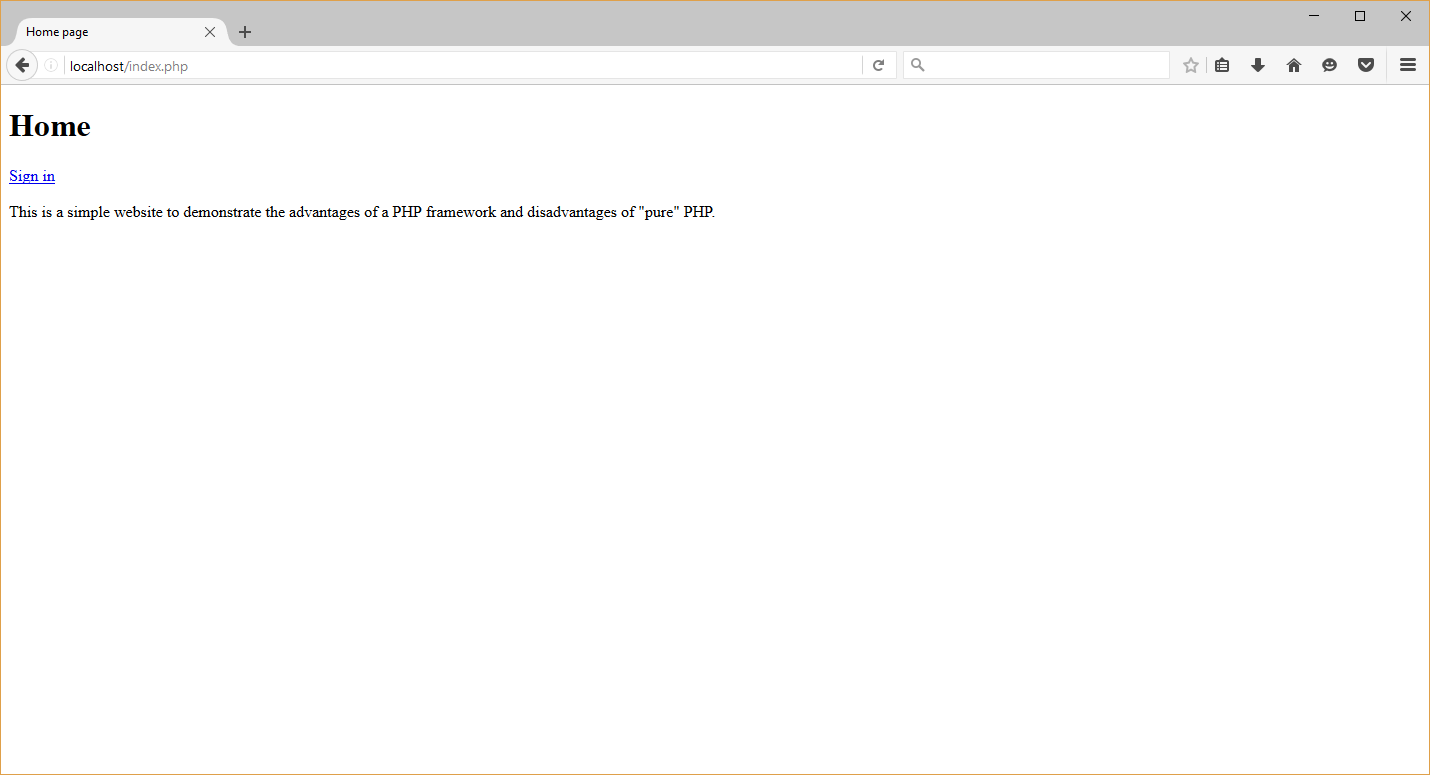 Home page
localhost/index.php
Home
Sign in
This is a simple website to demonstrate the advantages of a PHP framework and disadvantages of "pure" PHP.